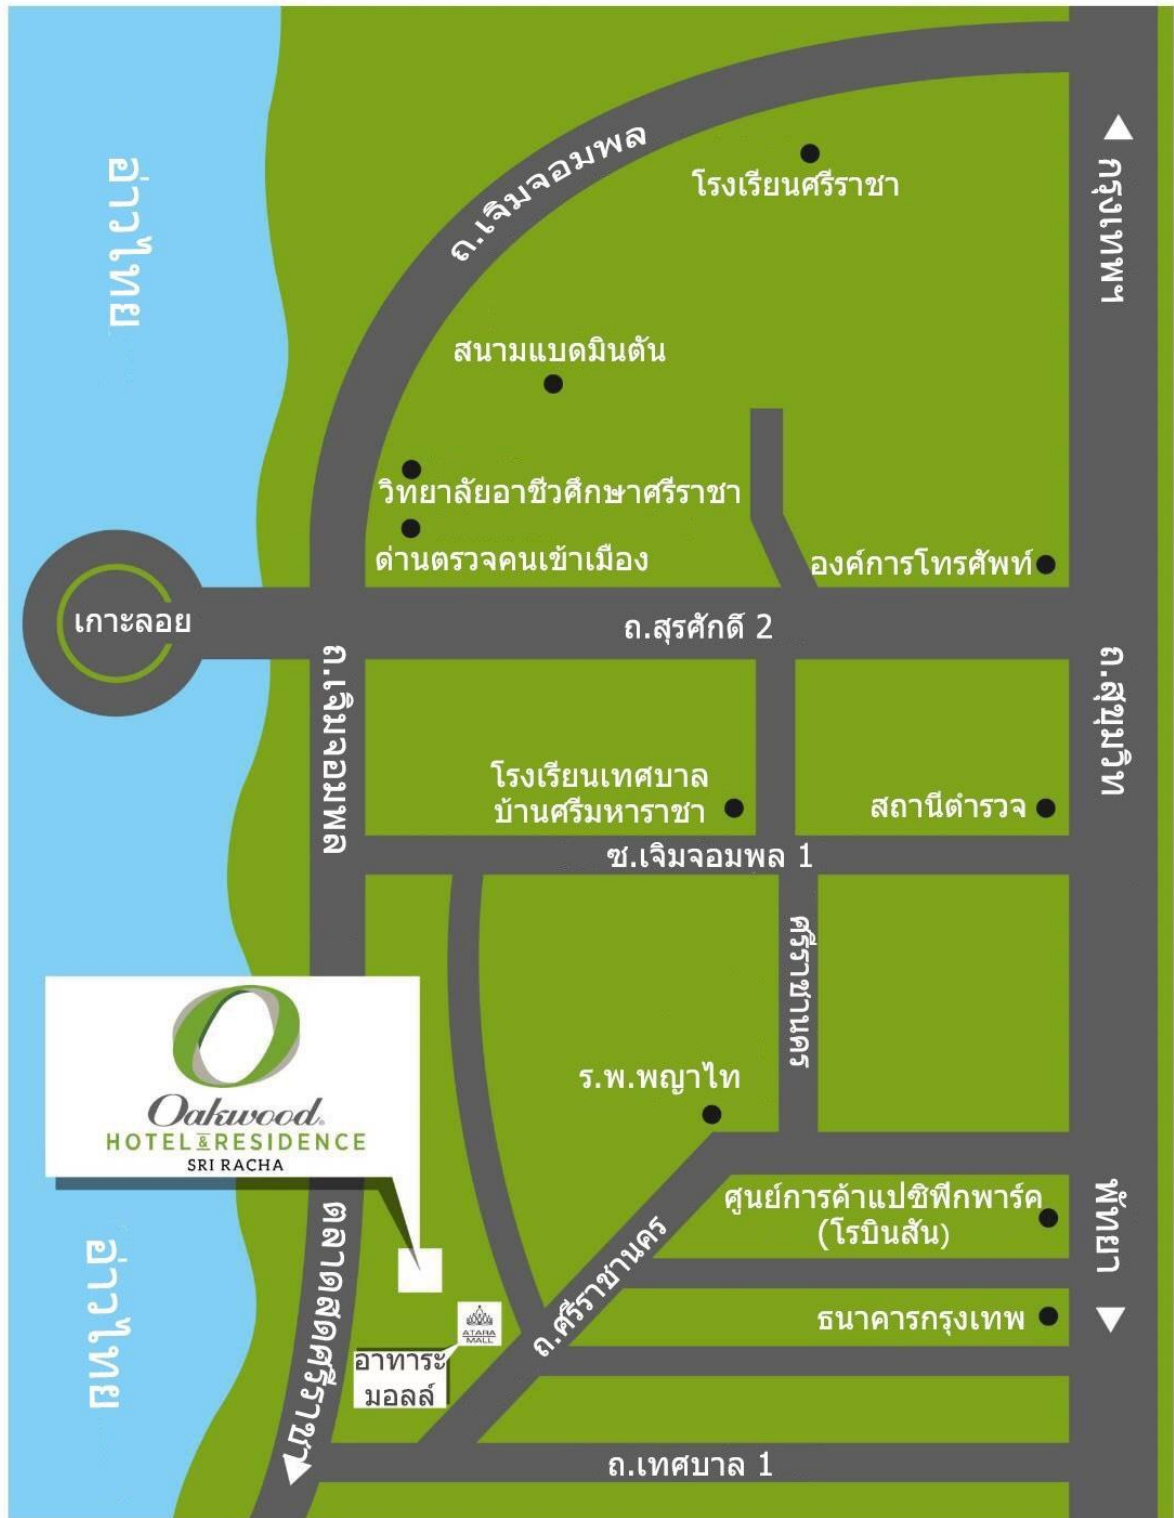 ถ.เจิมจอมพล
โรงเรียนศรีราชา
กรุงเทพฯ
อ่าวไทย
สนามแบดมินตัน
วิทยาลัยอาชีวศึกษาศรีราชา
ด่านตรวจคนเข้าเมือง
องค์การโทรศัพท์
เกาะลอย
ถ.สุรศักดิ์ 2
ถ.เจิมจอมพล
ถ.สุขุมวิท
โรงเรียนเทศบาล
บ้านศรีมหาราชา
สถานีตำรวจ
ซ.เจิมจอมพล 1
ศรีราชานคร
Oakwood®
HOTEL & RESIDENCE
SRI RACHA
ร.พ.พญาไท
ศูนย์การค้าแปซิฟิกพาร์ค
(โรบินสัน)
พัทยา
อ่าวไทย
ตลาดสดศรีราชา
ถ.ศรีราชานคร
ธนาคารกรุงเทพ
ATARA
MALL
อาทาระ
มอลล์
ถ.เทศบาล 1